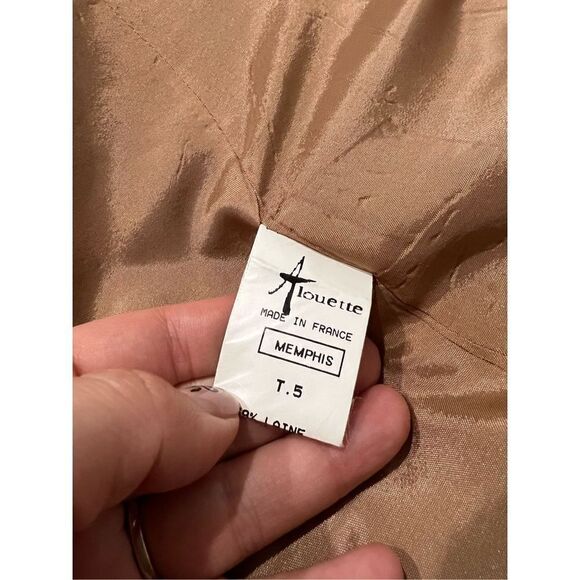 Alouette
MADE IN FRANCE
MEMPHIS
T.5
% LAINE